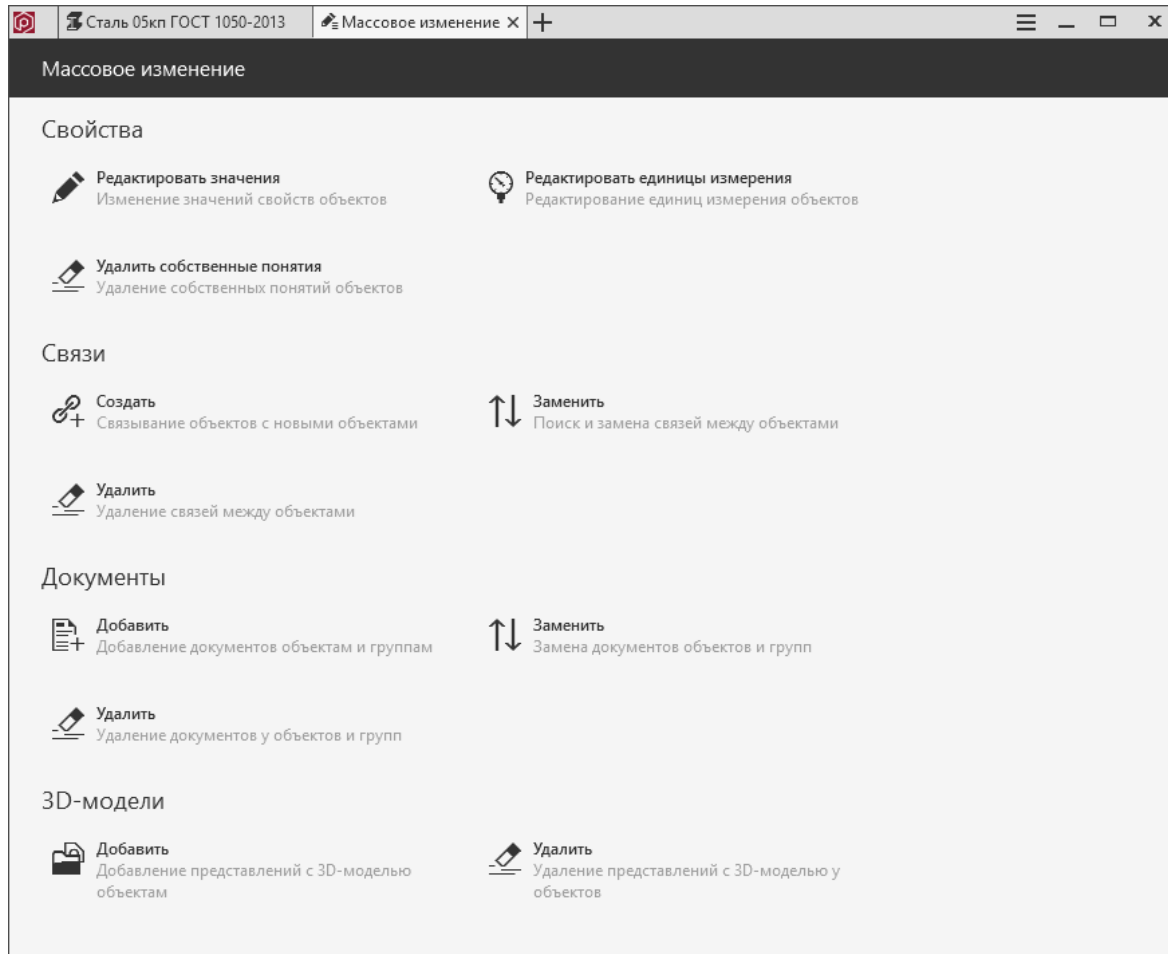 Сталь 05кп ГОСТ 1050-2013
Массовое изменение
Массовое изменение
Свойства
Редактировать значения
Изменение значений свойств объектов
Редактировать единицы измерения
Редактирование единиц измерения объектов
Удалить собственные понятия
Удаление собственных понятий объектов
Связи
Создать
Связывание объектов с новыми объектами
Заменить
Поиск и замена связей между объектами
Удалить
Удаление связей между объектами
Документы
Добавить
Добавление документов объектам и группам
Заменить
Замена документов объектов и групп
Удалить
Удаление документов у объектов и групп
3D-модели
Добавить
Добавление представлений с 3D-моделью
объектам
Удалить
Удаление представлений с 3D-моделью у
объектов